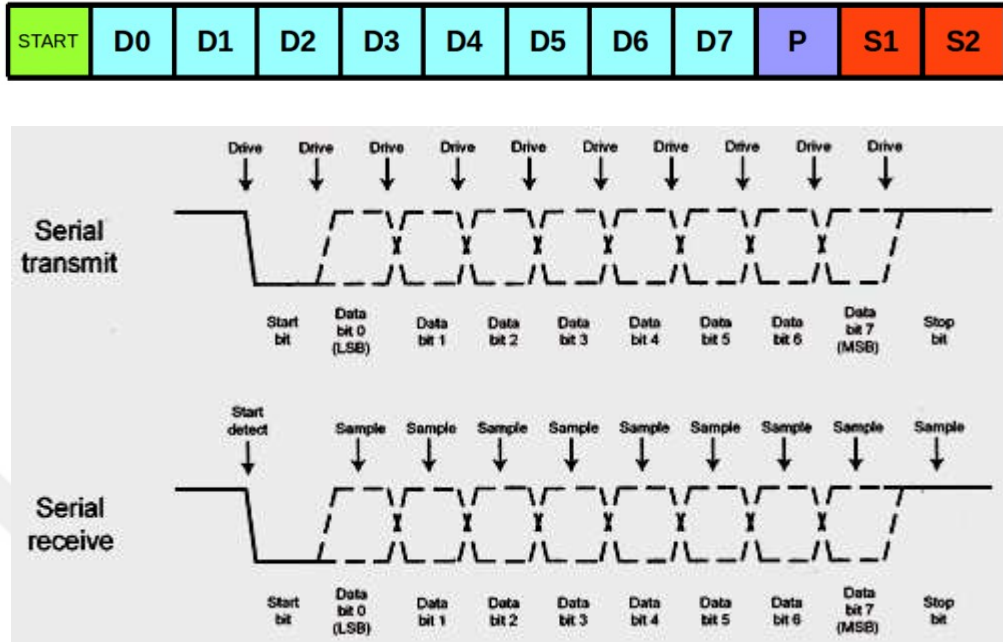 START D0 D1 D2 D3 D4 D5 D6 D7 P S1 S2
Drive Drive Drive Drive Drive Drive Drive Drive Drive Drive
Serial
transmit
Start
bit
Data
bit 0
(LSB)
Data
bit 1
Data
bit 2
Data
bit 3
Data
bit 4
Data
bit 5
Data
bit 6
Data
bit 7
(MSB)
Stop
bit
Start
detect
Sample Sample Sample Sample Sample Sample Sample Sample Sample
Serial
receive
Start
bit
Data
bit 0
(LSB)
Data
bit 1
Data
bit 2
Data
bit 3
Data
bit 4
Data
bit 5
Data
bit 6
Data
bit 7
(MSB)
Stop
bit